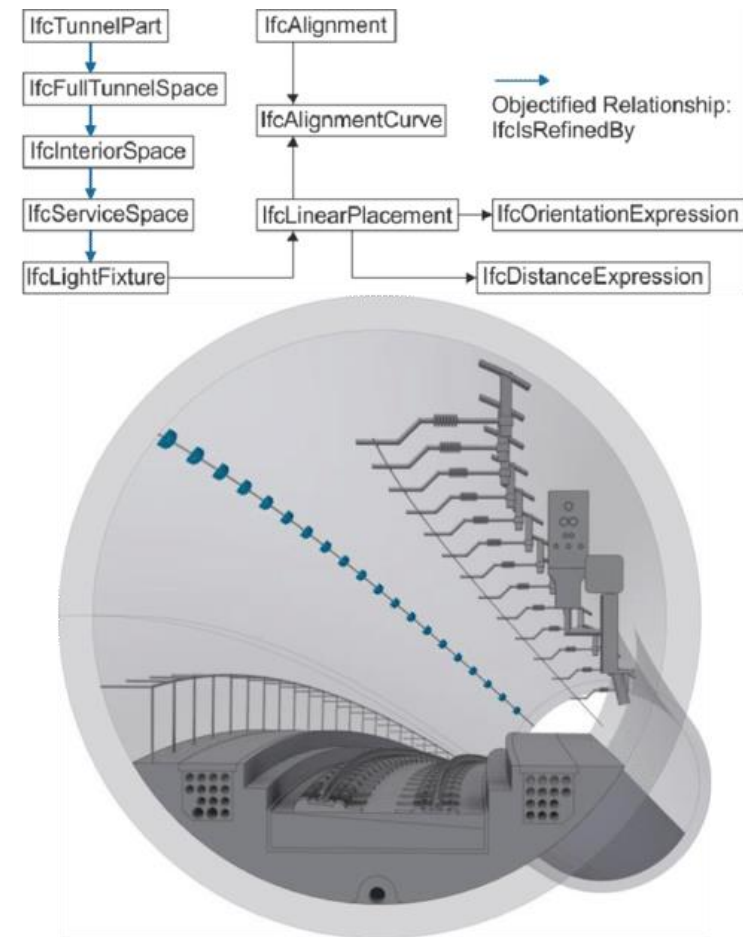 IfcTunnelPart
IfcAlignment
IfcFullTunnelSpace
Objectified Relationship:
IfcIsRefinedBy
IfcAlignmentCurve
IfcInteriorSpace
IfcServiceSpace
IfcLinearPlacement
IfcOrientationExpression
IfcLightFixture
IfcDistanceExpression